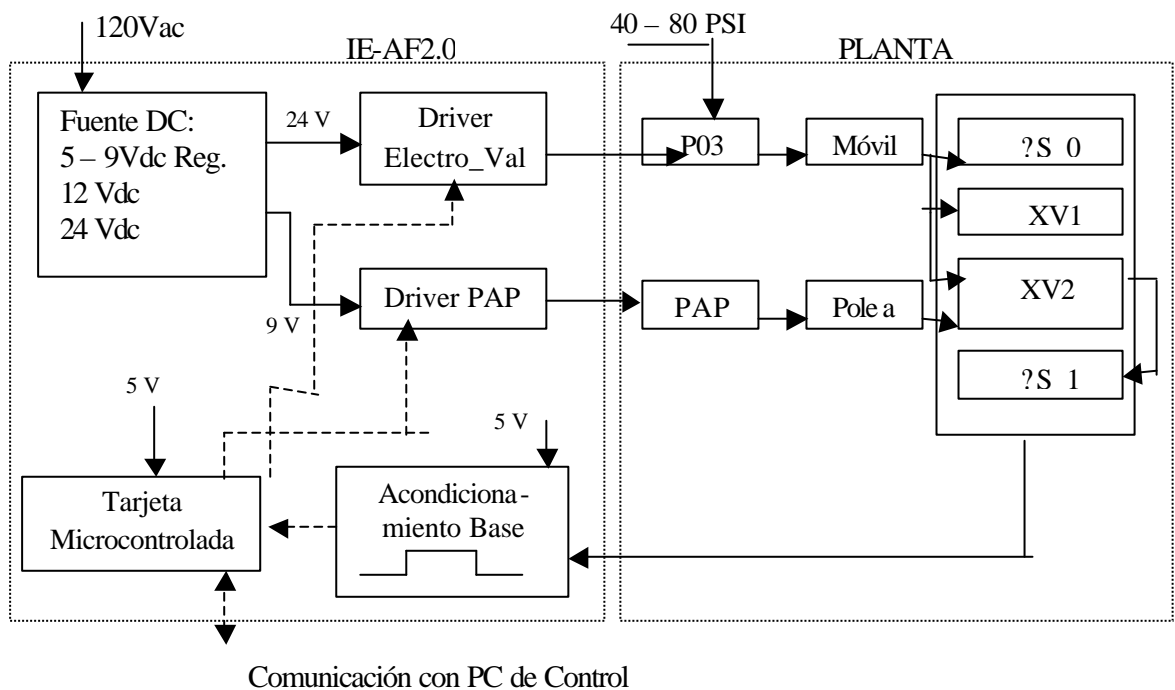 120Vac
40 – 80 PSI
IE-AF2.0
PLANTA
Fuente DC:
5 – 9Vdc Reg.
12 Vdc
24 Vdc
24 V
Driver
Electro_Val
P03
Móvil
?S 0
XV1
XV2
?S 1
9 V
Driver PAP
PAP
Pole a
5 V
5 V
Tarjeta
Microcontrolada
Acondiciona-
miento Base
Comunicación con PC de Control